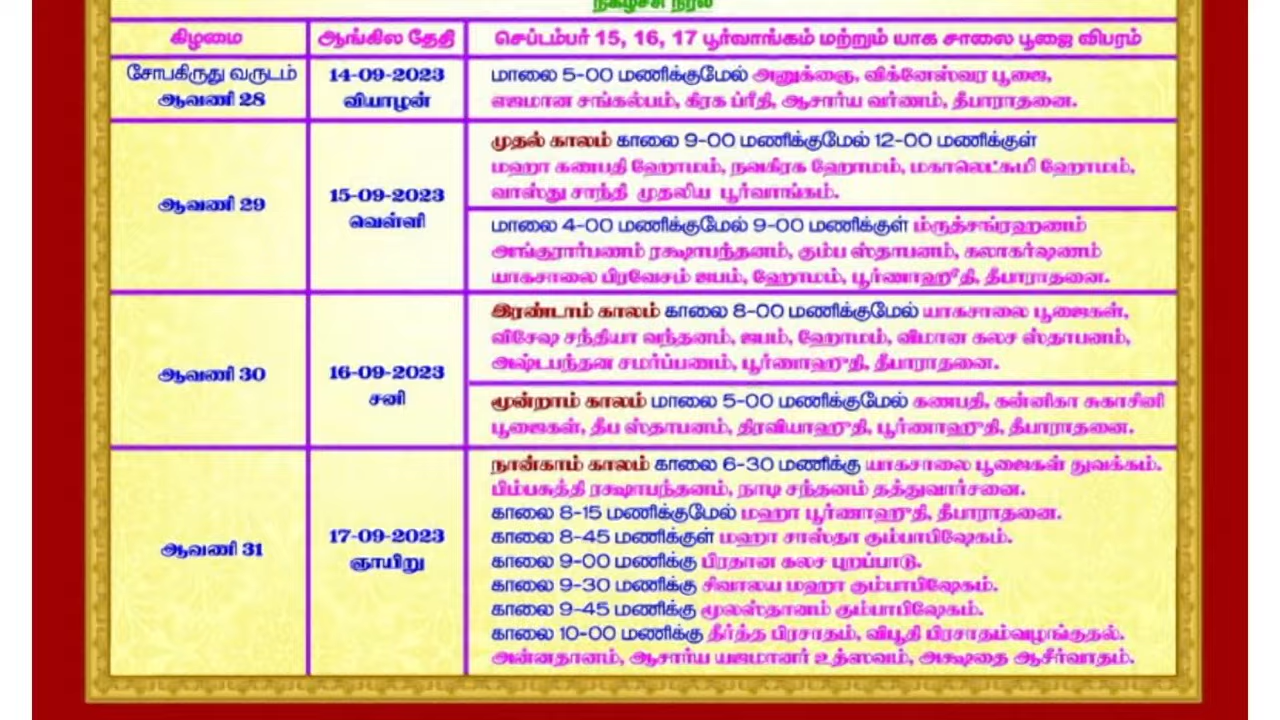 நிகழ்ச்சி நிரல்
கிழமை ஆங்கில தேதி செப்டம்பர் 15, 16, 17 பூர்வாங்கம் மற்றும் யாக சாலை பூஜை விபரம்
சோபகிருது வருடம்
ஆவணி 28
14-09-2023
வியாழன்
மாலை 5-00 மணிக்குமேல் அனுக்ஞை, விக்னேஸ்வர பூஜை,
எஜமான சங்கல்பம், கிரக ப்ரீதி, ஆசார்ய வர்ணம், தீபாராதனை.
ஆவணி 29
15-09-2023
வெள்ளி
முதல் காலம் காலை 9-00 மணிக்குமேல் 12-00 மணிக்குள்
மஹா கணபதி ஹோமம், நவகிரக ஹோமம், மகாலெட்சுமி ஹோமம்,
வாஸ்து சாந்தி முதலிய பூர்வாங்கம்.
மாலை 4-00 மணிக்குமேல் 9-00 மணிக்குள் ம்ருத்சங்ரஹணம்
அங்குரார்பணம் ரக்ஷாபந்தனம், கும்ப ஸ்தாபனம், கலாகர்ஷணம்
யாகசாலை பிரவேசம் ஜபம், ஹோமம், பூர்ணாஹீதி, தீபாராதனை.
ஆவணி 30
16-09-2023
சனி
இரண்டாம் காலம் காலை 8-00 மணிக்குமேல் யாகசாலை பூஜைகள்,
விசேஷ சந்தியா வந்தனம், ஜபம், ஹோமம், விமான கலச ஸ்தாபனம்,
அஷ்டபந்தன சமர்ப்பணம், பூர்ணாஹுதி, தீபாராதனை.
மூன்றாம் காலம் மாலை 5-00 மணிக்குமேல் கணபதி, கன்னிகா சுகாசினி
பூஜைகள், தீப ஸ்தாபனம், திரவியாஹுதி, பூர்ணாஹுதி, தீபாராதனை.
ஆவணி 31
17-09-2023
ஞாயிறு
நான்காம் காலம் காலை 6-30 மணிக்கு யாகசாலை பூஜைகள் துவக்கம்.
பிம்பசுத்தி ரக்ஷாபந்தனம், நாடி சந்தனம் தத்துவார்சனை.
காலை 8-15 மணிக்குமேல் மஹா பூர்ணாஹுதி, தீபாராதனை.
காலை 8-45 மணிக்குள் மஹா சாஸ்தா கும்பாபிஷேகம்.
காலை 9-00 மணிக்கு பிரதான கலச புறப்பாடு.
காலை 9-30 மணிக்கு சிவாலய மஹா கும்பாபிஷேகம்.
காலை 9-45 மணிக்கு மூலஸ்தானம் கும்பாபிஷேகம்.
காலை 10-00 மணிக்கு தீர்த்த பிரசாதம், விபூதி பிரசாதம்வழங்குதல்.
அன்னதானம், ஆசார்ய யஜமானர் உத்ஸவம், அக்ஷதை ஆசீர்வாதம்.